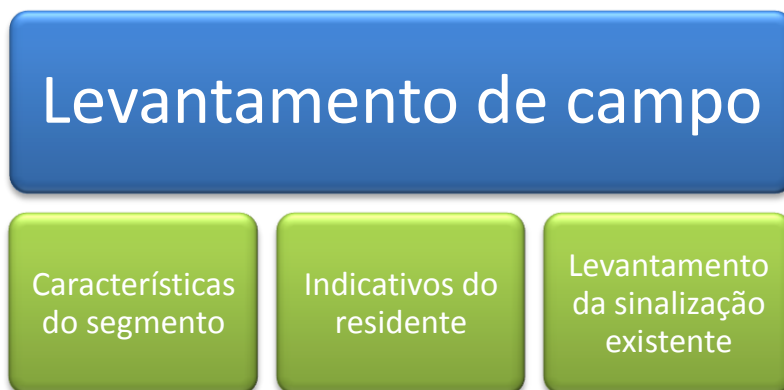 Levantamento de campo
Características
do segmento
Indicativos do
residente
Levantamento
da sinalização
existente